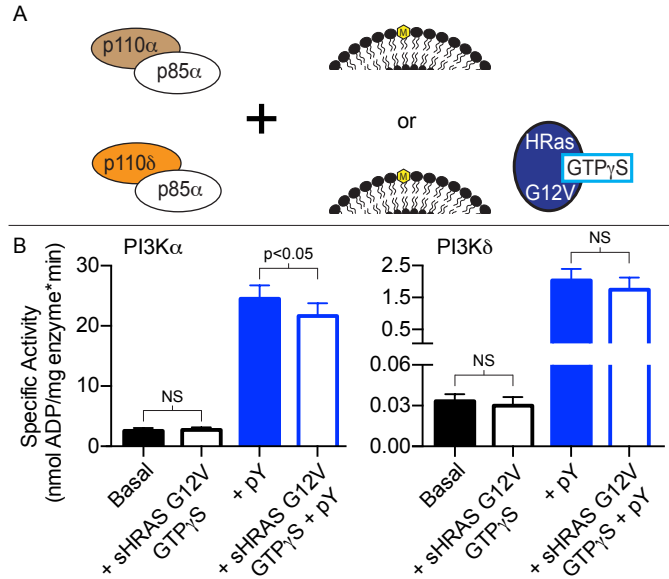 A
p110α
p85α
M
+
or
p110δ
p85α
M
HRas
GTPγS
G12V
B
PI3Kα
PI3Kδ
Specific Activity
(nmol ADP/mg enzyme*min)
30
20
10
0
NS
p<0.05
Basal
+ sHRAS G12V
GTPγS
+ pY
+ sHRAS G12V
GTPγS + pY
2.5
1.5
0.5
0.06
0.03
0.00
NS
NS
Basal
+ sHRAS G12V
GTPγS
+ pY
+ sHRAS G12V
GTPγS + pY